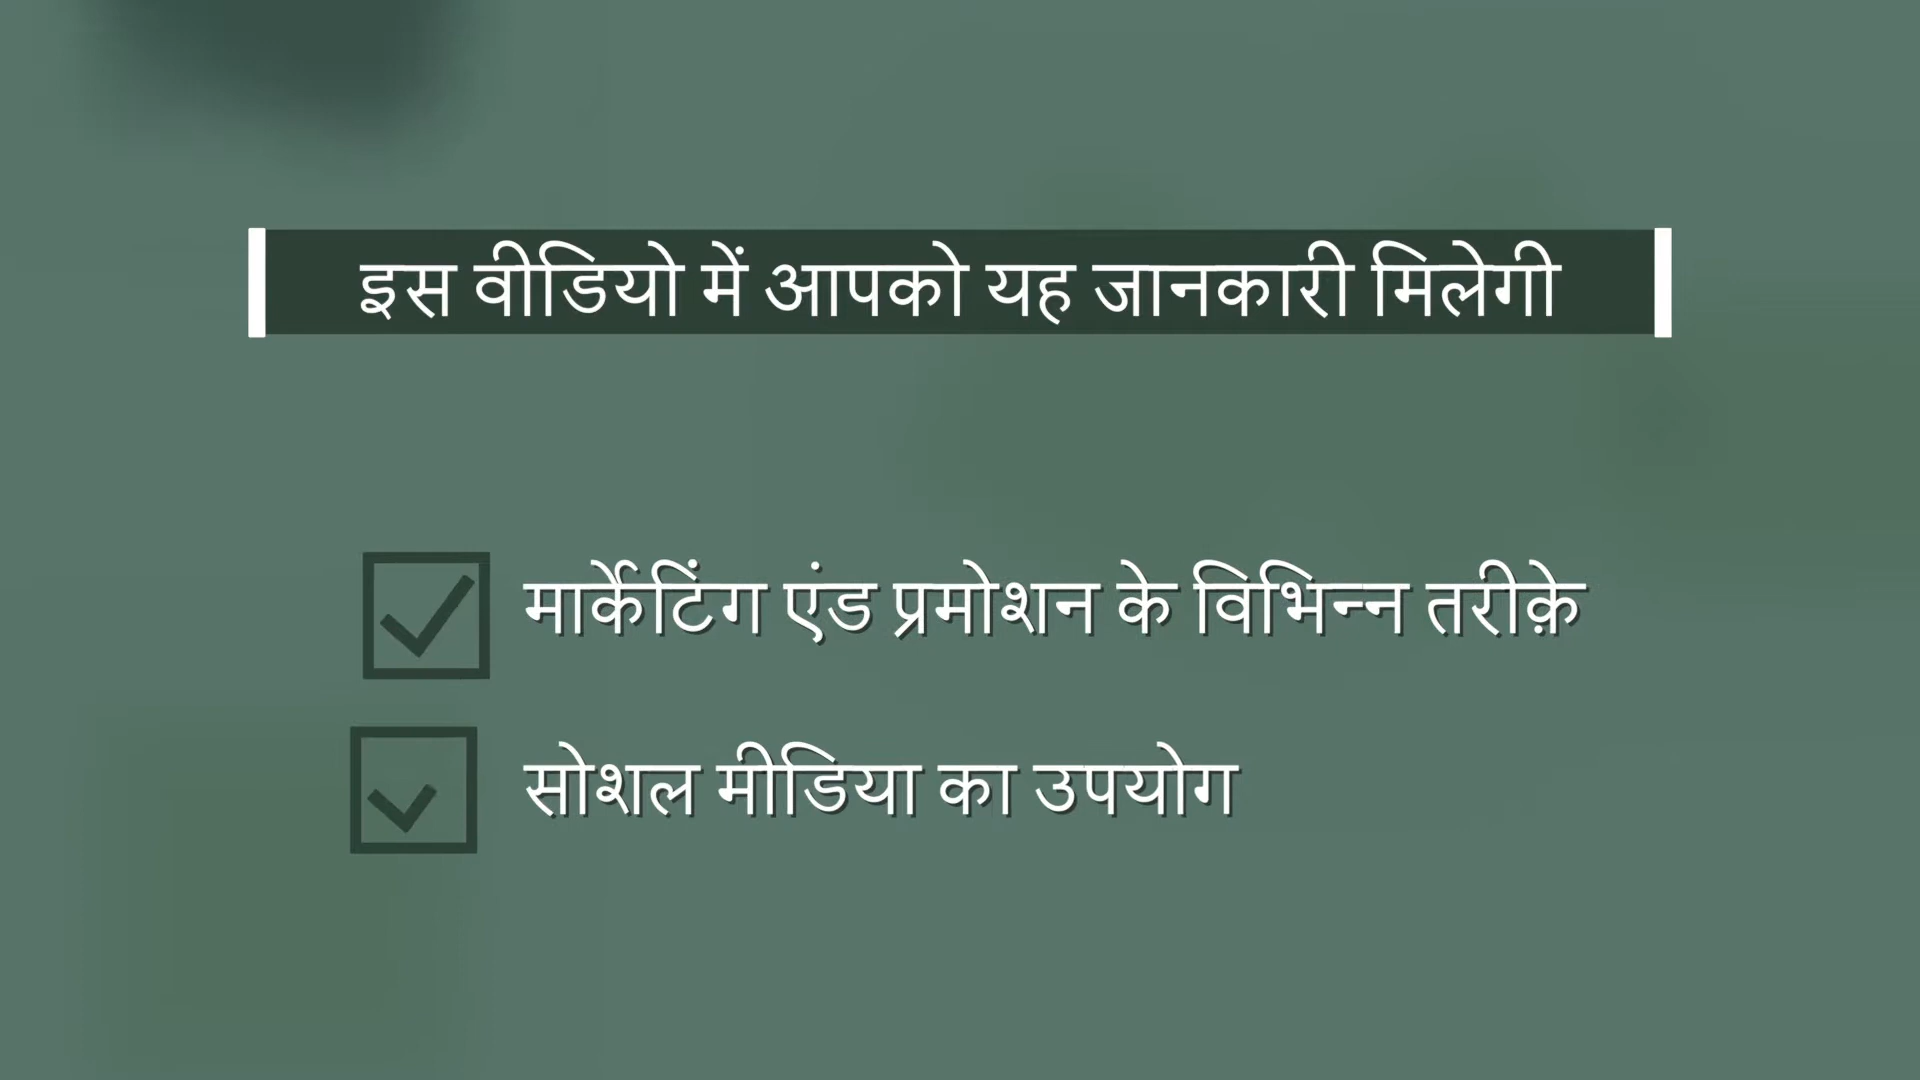 इस वीडियो में आपको यह जानकारी मिलेगी
मार्केटिंग एंड प्रमोशन के विभिन्न तरीक़े
सोशल मीडिया का उपयोग